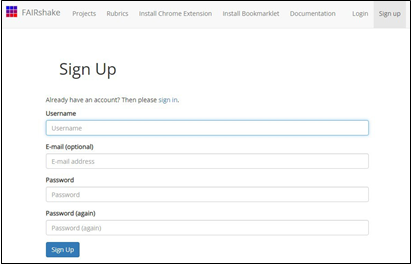 FAIRshake Projects Rubrics Install Chrome Extension Install Bookmarklet Documentation Login Sign up
Sign Up
Already have an account? Then please sign in.
Username
Username
E-mail (optional)
E-mail address
Password
Password
Password (again)
Password (again)
Sign Up